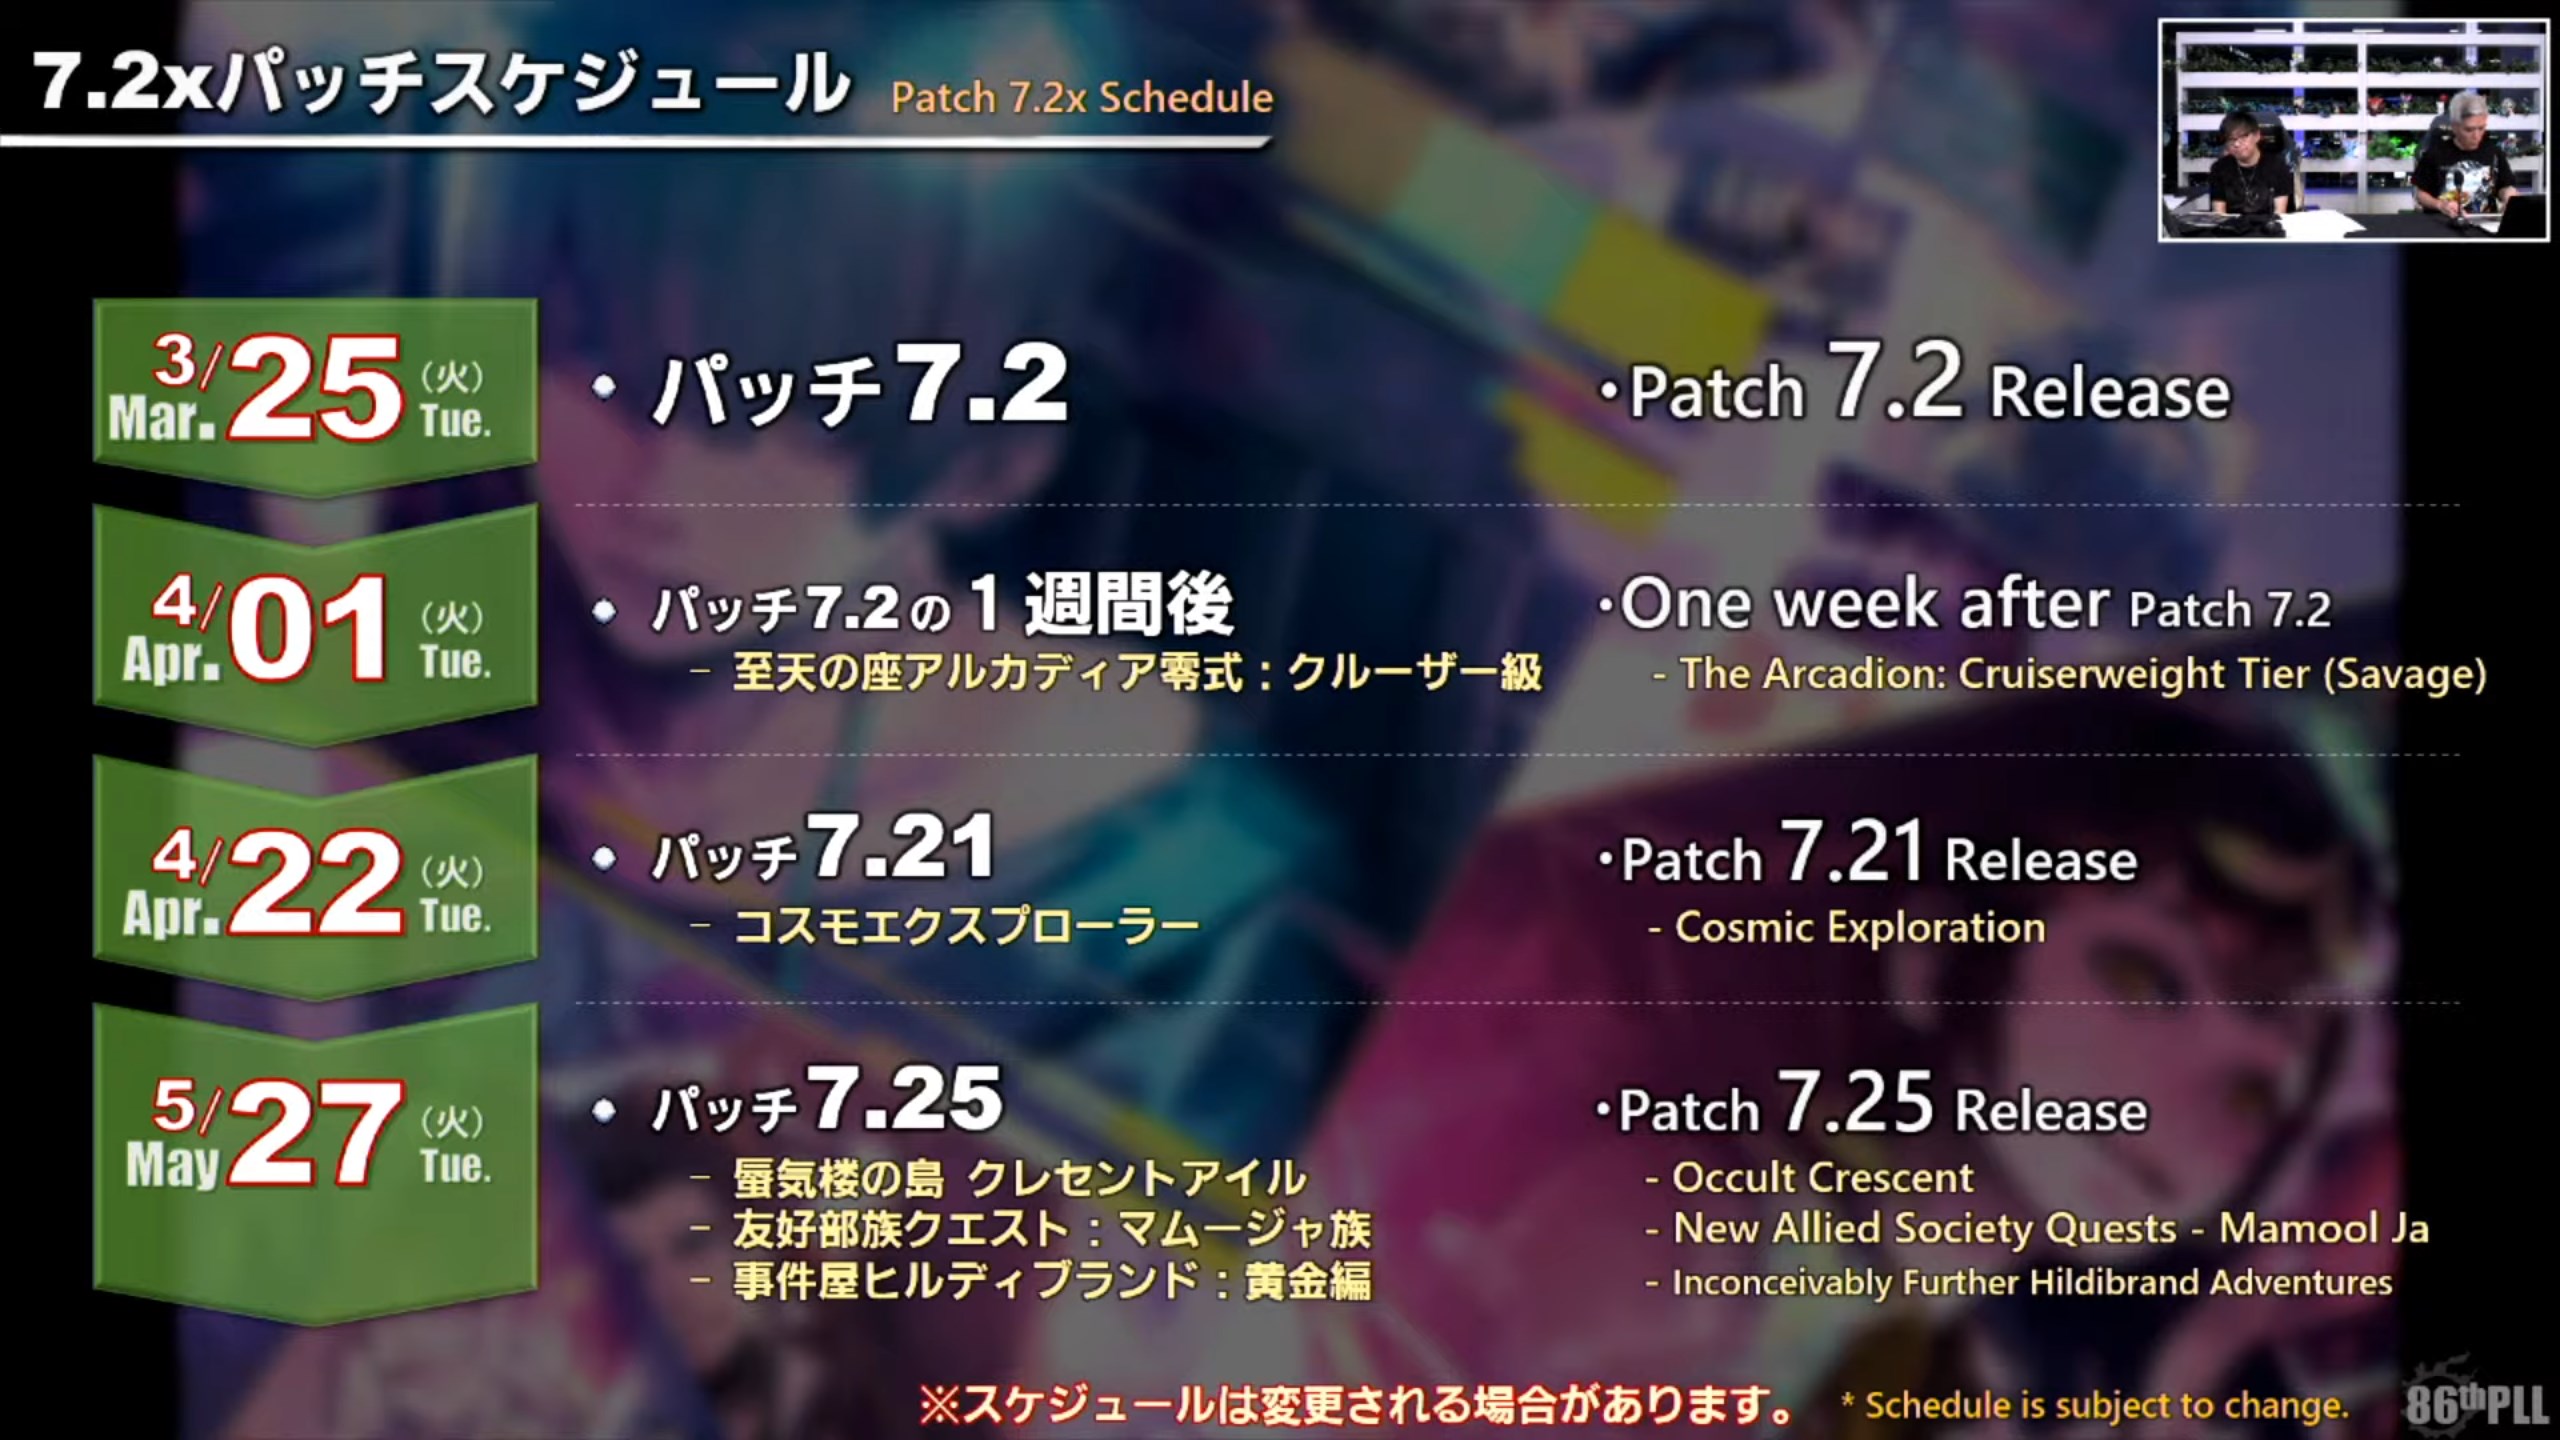 7.2xパッチスケジュール Patch 7.2x Schedule
3/25 (火)
Mar. Tue.
• パッチ7.2
・Patch 7.2 Release
4/01 (火)
Apr. Tue.
• パッチ7.2の1週間後
– 至天の座アルカディア零式：クルーザー級
・One week after Patch 7.2
- The Arcadion: Cruiserweight Tier (Savage)
4/22 (火)
Apr. Tue.
• パッチ7.21
– コスモエクスプローラー
・Patch 7.21 Release
- Cosmic Exploration
5/27 (火)
May Tue.
• パッチ7.25
– 蜃気楼の島 クレセントアイル
– 友好部族クエスト：マムージャ族
– 事件屋ヒルディブランド：黄金編
・Patch 7.25 Release
- Occult Crescent
- New Allied Society Quests - Mamool Ja
- Inconceivably Further Hildibrand Adventures
※スケジュールは変更される場合があります。 * Schedule is subject to change.
86thPLL